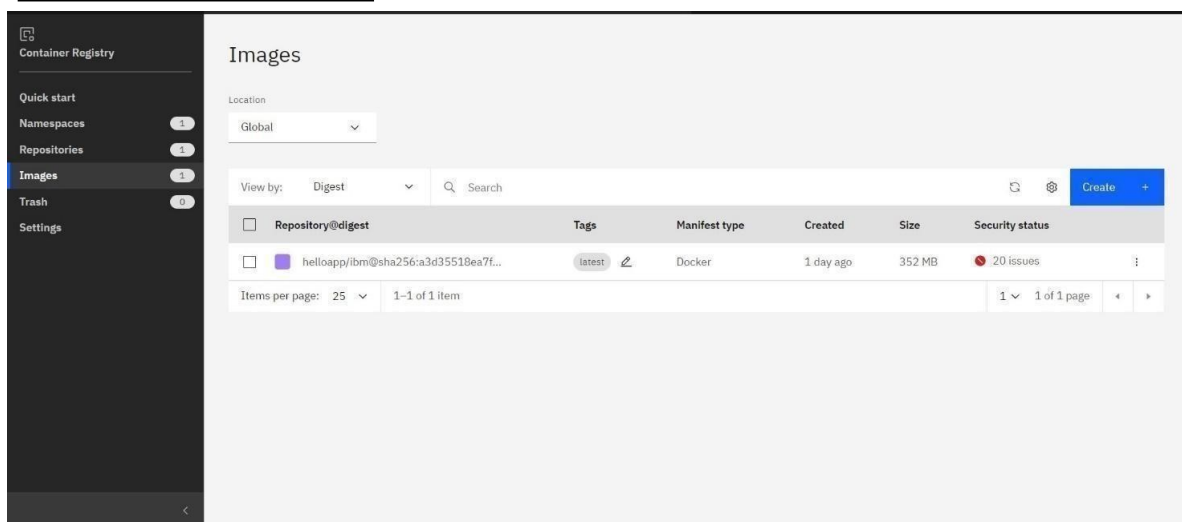 Container Registry
Quick start
Namespaces 1
Repositories 1
Images 1
Trash 0
Settings
Images
Location
Global
View by: Digest Search Create +
Repository@digest Tags Manifest type Created Size Security status
helloapp/ibm@sha256:a3d35518ea7f... latest Docker 1 day ago 352 MB 20 issues
Items per page: 25 1–1 of 1 item 1 1 of 1 page